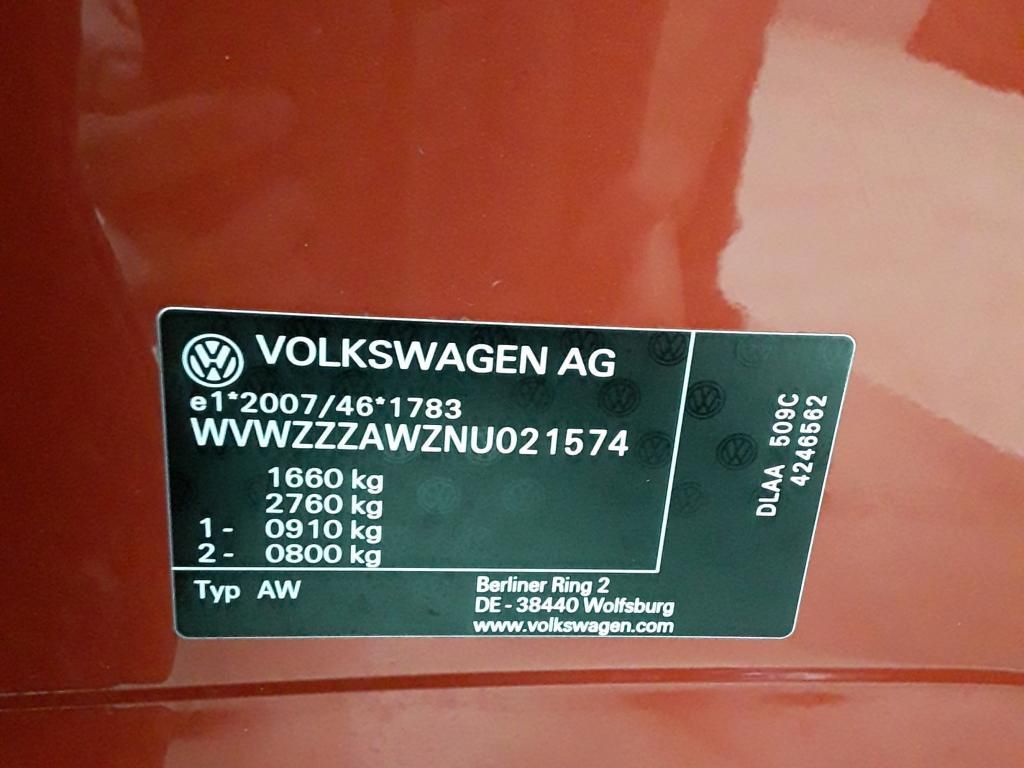 VOLKSWAGEN AG
e1*2007/46*1783
WVWZZZAWZNU021574
1660 kg
2760 kg
1 - 0910 kg
2 - 0800 kg
Typ AW
Berliner Ring 2
DE - 38440 Wolfsburg
www.volkswagen.com
DLAA 509C
4246562